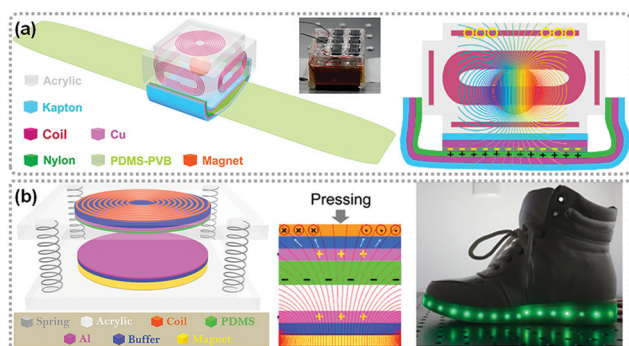 (a)
Acrylic
Kapton
Coil Cu
Nylon PDMS-PVB Magnet
(b)
Pressing
Spring Acrylic Coil PDMS
Al Buffer Magnet